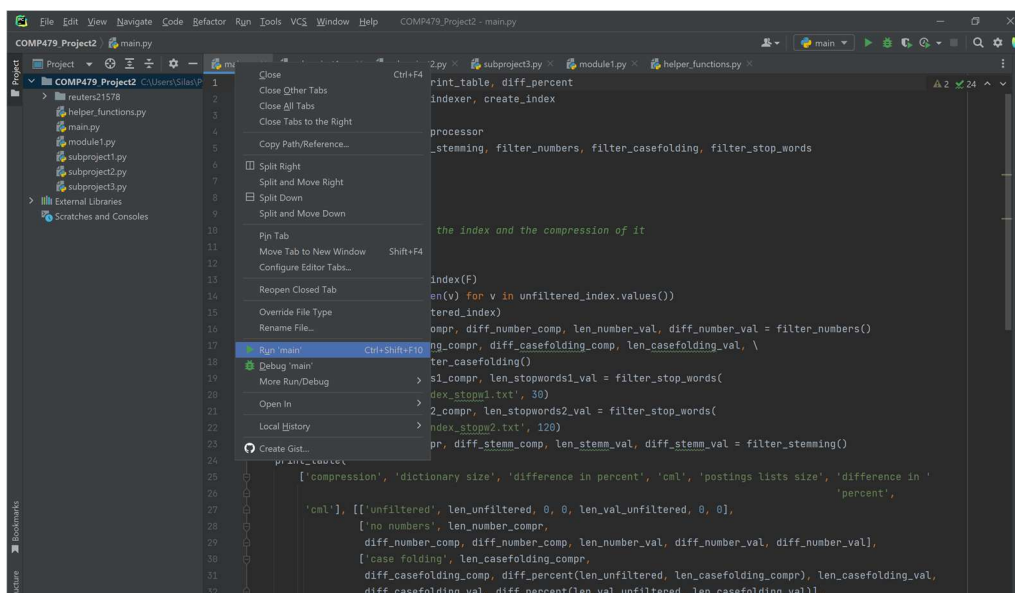 File Edit View Navigate Code Refactor Run Tools VCS Window Help COMP479_Project2 - main.py
COMP479_Project2 main.py main
Project
Project
main.py × subproject3.py × module1.py × helper_functions.py ×
COMP479_Project2 C:\Users\Silas\P
reuters21578
helper_functions.py
main.py
module1.py
subproject1.py
subproject2.py
subproject3.py
External Libraries
Scratches and Consoles
Close Ctrl+F4
Close Other Tabs
Close All Tabs
Close Tabs to the Right
Copy Path/Reference...
Split Right
Split and Move Right
Split Down
Split and Move Down
Pin Tab
Move Tab to New Window Shift+F4
Configure Editor Tabs...
Reopen Closed Tab
Override File Type
Rename File...
Run 'main' Ctrl+Shift+F10
Debug 'main'
More Run/Debug
Open In
Local History
Create Gist...
2 24
1 int_table, diff_percent
2 indexer, create_index
3
4 processor
5 _stemming, filter_numbers, filter_casefolding, filter_stop_words
6
7
8
9
10 the index and the compression of it
11
12
13 index(F)
14 en(v) for v in unfiltered_index.values())
15 tered_index)
16 ompr, diff_number_comp, len_number_val, diff_number_val = filter_numbers()
17 ng_compr, diff_casefolding_comp, len_casefolding_val, \
18 ter_casefolding()
19 s1_compr, len_stopwords1_val = filter_stop_words(
20 dex_stopw1.txt', 30)
21 2_compr, len_stopwords2_val = filter_stop_words(
22 ndex_stopw2.txt', 120)
23 pr, diff_stemm_comp, len_stemm_val, diff_stemm_val = filter_stemming()
24 print_table(
25 ['compression', 'dictionary size', 'difference in percent', 'cml', 'postings lists size', 'difference in '
26 'percent',
27 'cml'], [['unfiltered', len_unfiltered, 0, 0, len_val_unfiltered, 0, 0],
28 ['no numbers', len_number_compr,
29 diff_number_comp, diff_number_comp, len_number_val, diff_number_val, diff_number_val],
30 ['case folding', len_casefolding_compr,
31 diff_casefolding_comp, diff_percent(len_unfiltered, len_casefolding_compr), len_casefolding_val,
32 diff_casefolding_val, diff_percent(len_val_unfiltered, len_casefolding_val)]
Bookmarks